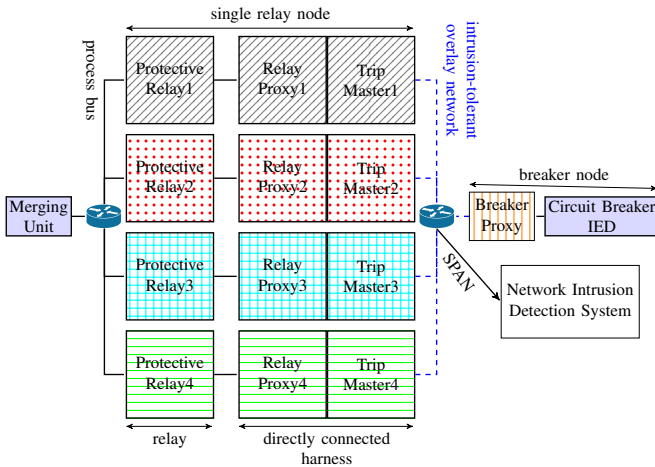 single relay node
process bus
intrusion-tolerant
overlay network
Protective
Relay1
Relay
Proxy1
Trip
Master1
Protective
Relay2
Relay
Proxy2
Trip
Master2
breaker node
Merging
Unit
Breaker
Proxy
Circuit Breaker
IED
Protective
Relay3
Relay
Proxy3
Trip
Master3
SPAN
Network Intrusion
Detection System
Protective
Relay4
Relay
Proxy4
Trip
Master4
relay
directly connected
harness